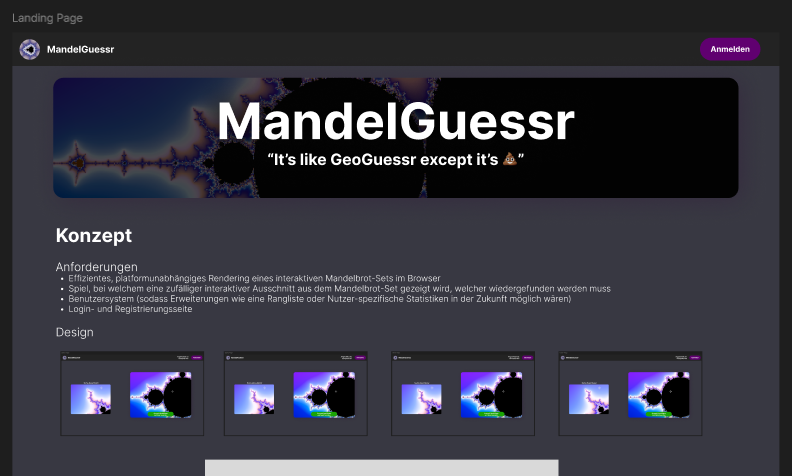 Landing Page
MandelGuessr
Anmelden
MandelGuessr
“It’s like GeoGuessr except it’s 💩”
Konzept
Anforderungen
• Effizientes, platformunabhängiges Rendering eines interaktiven Mandelbrot-Sets im Browser
• Spiel, bei welchem eine zufälliger interaktiver Ausschnitt aus dem Mandelbrot-Set gezeigt wird, welcher wiedergefunden werden muss
• Benutzersystem (sodass Erweiterungen wie eine Rangliste oder Nutzer-spezifische Statistiken in der Zukunft möglich wären)
• Login- und Registrierungsseite
Design